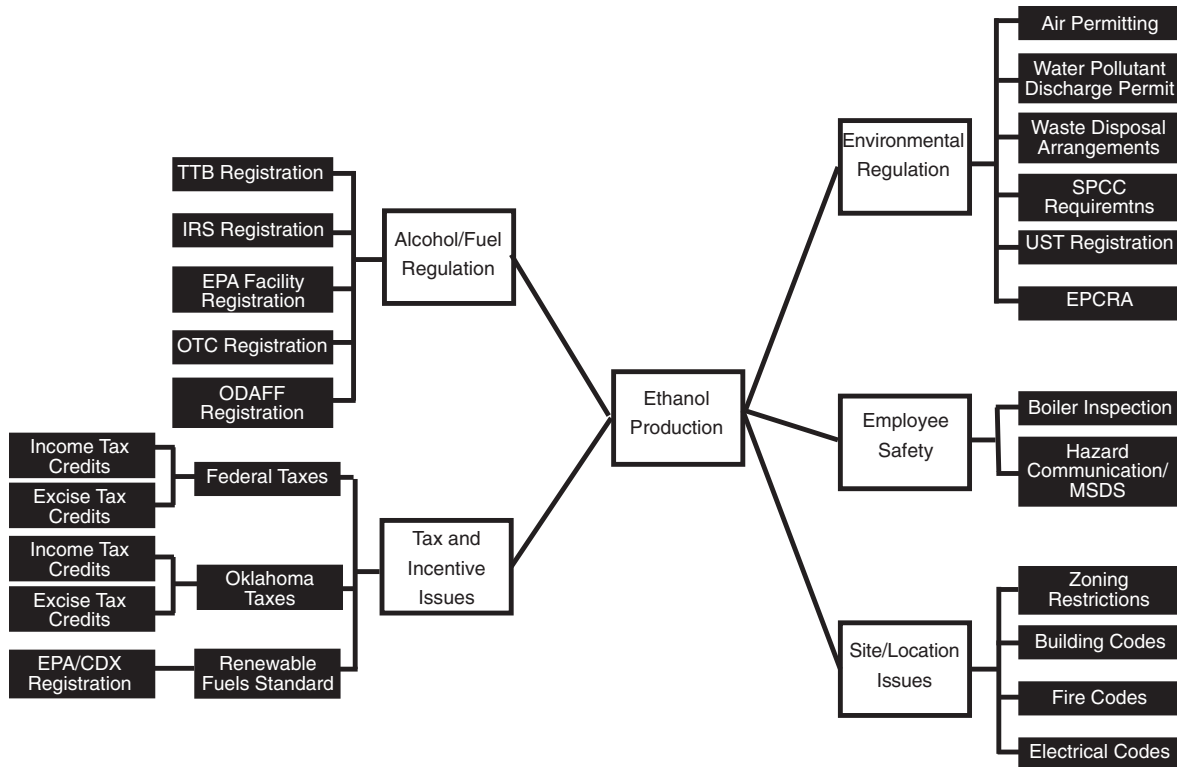 TTB Registration
IRS Registration
EPA Facility
Registration
OTC Registration
ODAFF
Registration
Alcohol/Fuel
Regulation
Income Tax
Credits
Excise Tax
Credits
Federal Taxes
Income Tax
Credits
Excise Tax
Credits
Oklahoma
Taxes
EPA/CDX
Registration
Renewable
Fuels Standard
Tax and
Incentive
Issues
Ethanol
Production
Environmental
Regulation
Air Permitting
Water Pollutant
Discharge Permit
Waste Disposal
Arrangements
SPCC
Requiremtns
UST Registration
EPCRA
Employee
Safety
Boiler Inspection
Hazard
Communication/
MSDS
Site/Location
Issues
Zoning
Restrictions
Building Codes
Fire Codes
Electrical Codes